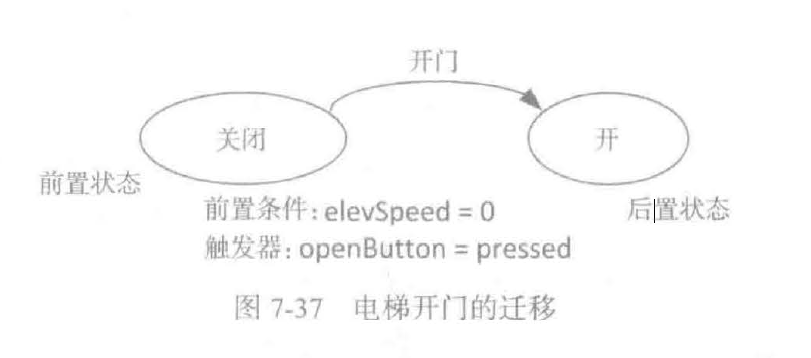 开门
关闭
开
前置状态
前置条件：elevSpeed = 0
后置状态
触发器：openButton = pressed
图 7-37 电梯开门的迁移